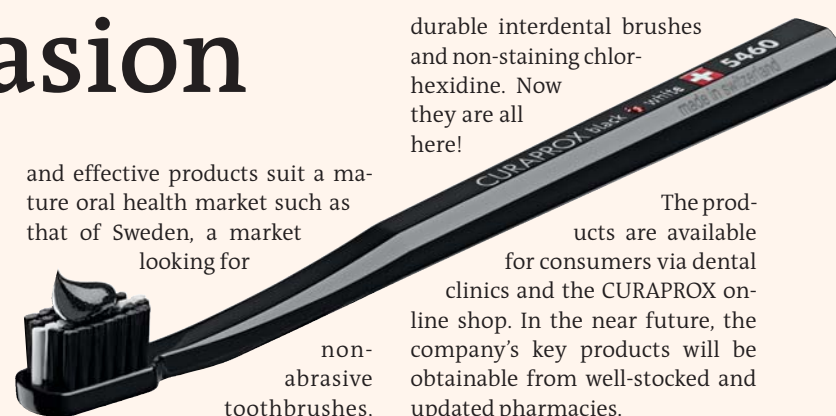 asion
and effective products suit a ma-
ture oral health market such as
that of Sweden, a market
looking for
non-
abrasive
toothbrushes,
durable interdental brushes
and non-staining chlor-
hexidine. Now
they are all
here!
The prod-
ucts are available
for consumers via dental
clinics and the CURAPROX on-
line shop. In the near future, the
company's key products will be
obtainable from well-stocked and
updated pharmacies.
CURAPROX black is white 5460
made in switzerland